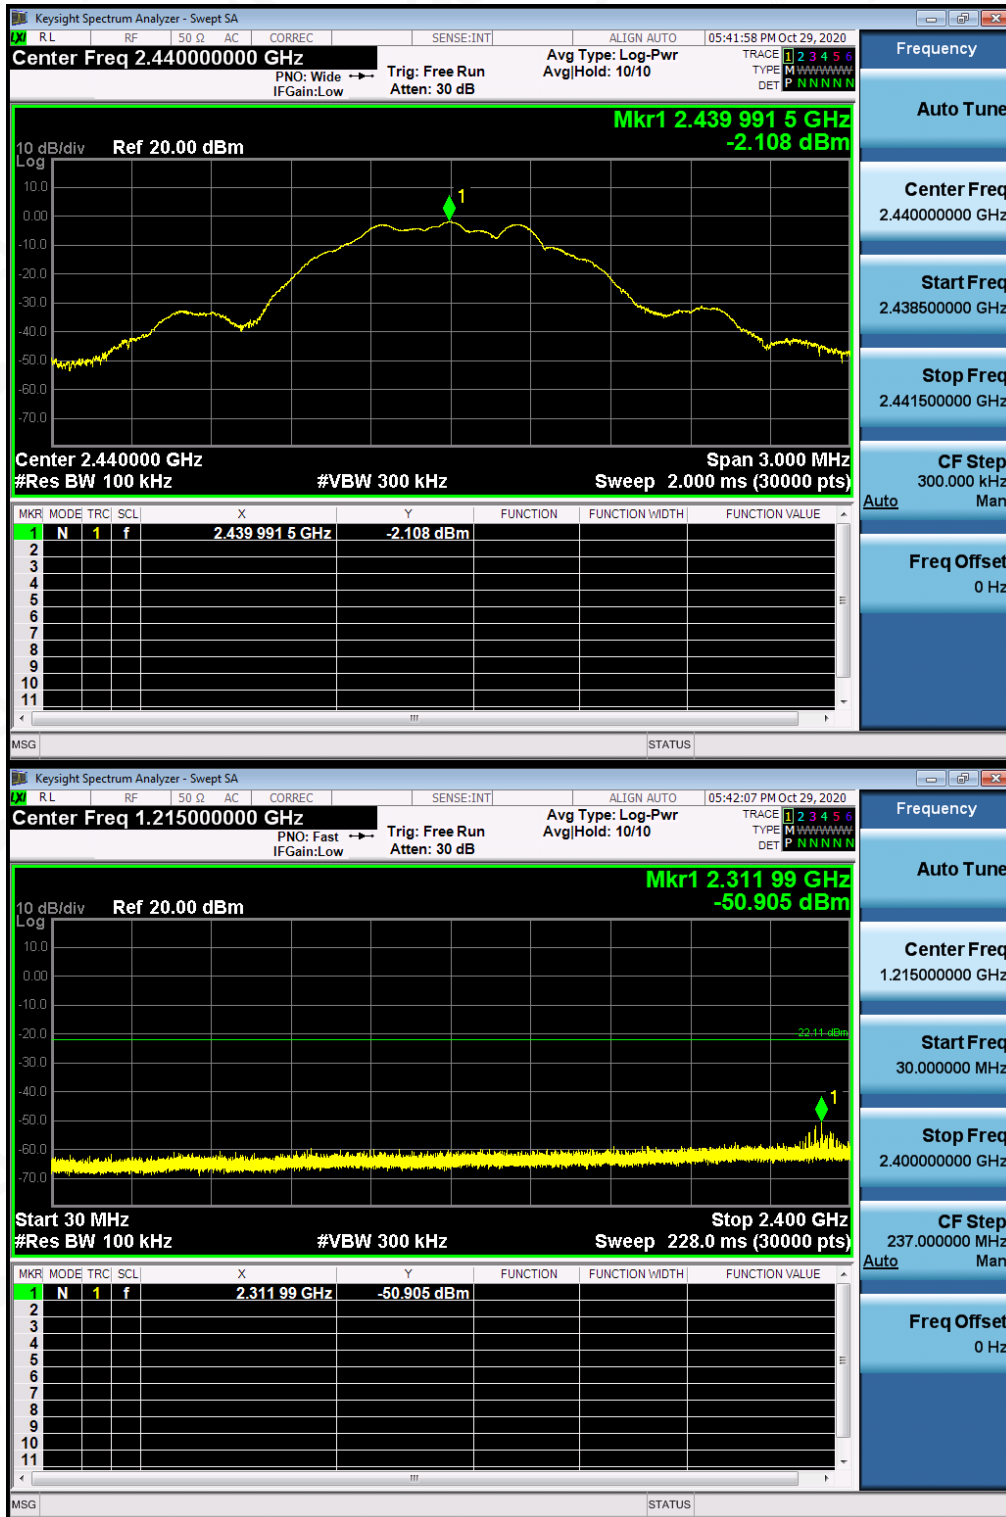 Keysight Spectrum Analyzer - Swept SA
LXI RL RF 50 Ω AC CORREC SENSE:INT ALIGN AUTO 05:41:58 PM Oct 29, 2020
Center Freq 2.440000000 GHz
PNO: Wide
IFGain:Low
Trig: Free Run
Atten: 30 dB
Avg Type: Log-Pwr
Avg|Hold: 10/10
TRACE 1 2 3 4 5 6
TYPE M WWWWW
DET P N N N N N
Mkr1 2.439 991 5 GHz
-2.108 dBm
10 dB/div Ref 20.00 dBm
Log
10.0
0.00
-10.0
-20.0
-30.0
-40.0
-50.0
-60.0
-70.0
1
Center 2.440000 GHz Span 3.000 MHz
#Res BW 100 kHz #VBW 300 kHz Sweep 2.000 ms (30000 pts)
MKR MODE TRC SCL X Y FUNCTION FUNCTION WIDTH FUNCTION VALUE
1 N 1 f 2.439 991 5 GHz -2.108 dBm
2
3
4
5
6
7
8
9
10
11
MSG STATUS
Frequency
Auto Tune
Center Freq
2.440000000 GHz
Start Freq
2.438500000 GHz
Stop Freq
2.441500000 GHz
CF Step
300.000 kHz
Auto Man
Freq Offset
0 Hz
Keysight Spectrum Analyzer - Swept SA
LXI RL RF 50 Ω AC CORREC SENSE:INT ALIGN AUTO 05:42:07 PM Oct 29, 2020
Center Freq 1.215000000 GHz
PNO: Fast
IFGain:Low
Trig: Free Run
Atten: 30 dB
Avg Type: Log-Pwr
Avg|Hold: 10/10
TRACE 1 2 3 4 5 6
TYPE M WWWWW
DET P N N N N N
Mkr1 2.311 99 GHz
-50.905 dBm
10 dB/div Ref 20.00 dBm
Log
10.0
0.00
-10.0
-20.0
-30.0
-40.0
-50.0
-60.0
-70.0
-22.11 dBm
1
Start 30 MHz Stop 2.400 GHz
#Res BW 100 kHz #VBW 300 kHz Sweep 228.0 ms (30000 pts)
MKR MODE TRC SCL X Y FUNCTION FUNCTION WIDTH FUNCTION VALUE
1 N 1 f 2.311 99 GHz -50.905 dBm
2
3
4
5
6
7
8
9
10
11
MSG STATUS
Frequency
Auto Tune
Center Freq
1.215000000 GHz
Start Freq
30.000000 MHz
Stop Freq
2.400000000 GHz
CF Step
237.000000 MHz
Auto Man
Freq Offset
0 Hz